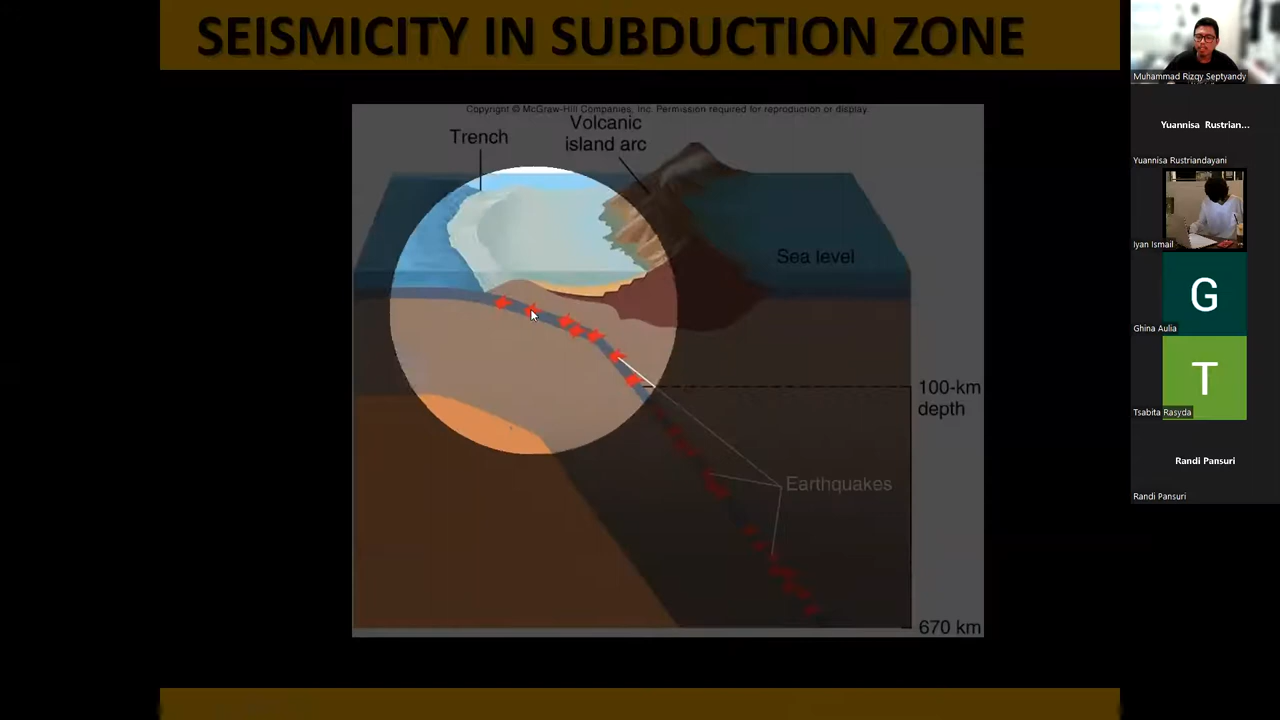 SEISMICITY IN SUBDUCTION ZONE
Copyright © McGraw-Hill Companies, Inc. Permission required for reproduction or display.
Trench
Volcanic
island arc
Sea level
100-km
depth
Earthquakes
670 km
Muhammad Rizqy Septyandy
Yuannisa Rustrian...
Yuannisa Rustriandayani
Iyan Ismail
G
Ghina Aulia
T
Tsabita Rasyda
Randi Pansuri
Randi Pansuri